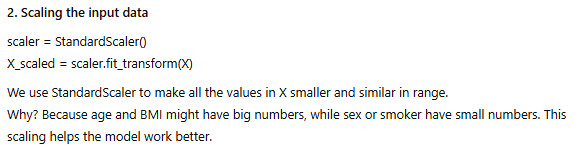 2. Scaling the input data
scaler = StandardScaler()
X_scaled = scaler.fit_transform(X)
We use StandardScaler to make all the values in X smaller and similar in range.
Why? Because age and BMI might have big numbers, while sex or smoker have small numbers. This
scaling helps the model work better.